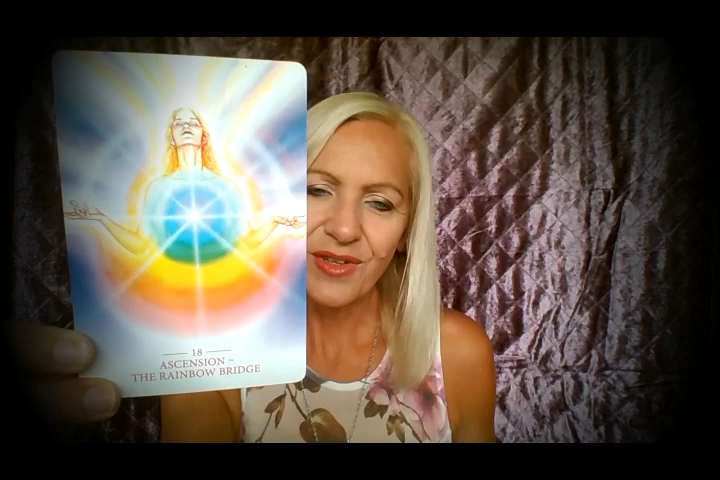 18
ASCENSION –
THE RAINBOW BRIDGE